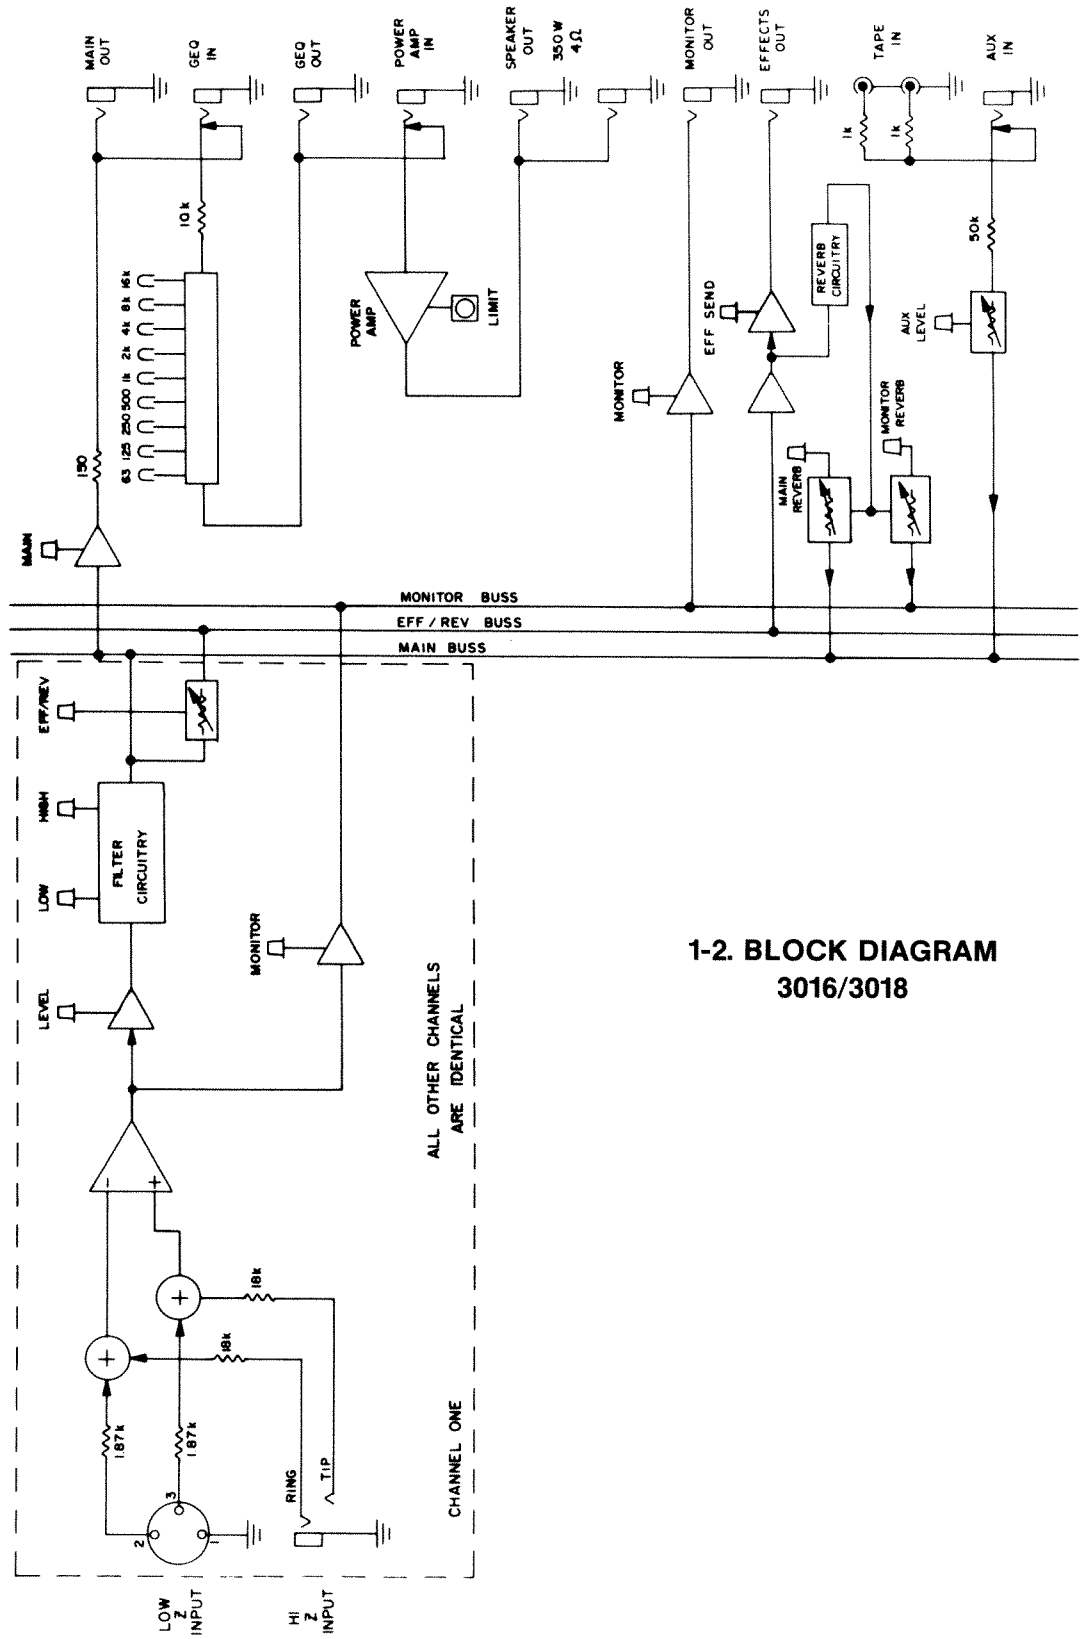 MAIN
OUT
GEQ
IN
GEQ
OUT
POWER
AMP
IN
SPEAKER
OUT
350W
4Ω
MONITOR
OUT
EFFECTS
OUT
TAPE
IN
AUX
IN
1k
1k
10k
50k
150
63 125 250 500 1k 2k 4k 8k 16k
POWER
AMP
LIMIT
EFF SEND
REVERB
CIRCUITRY
AUX
LEVEL
MONITOR
MAIN
REVERB
MONITOR
REVERB
MAIN
MONITOR BUSS
EFF / REV BUSS
MAIN BUSS
EFF/REV
HIGH
LOW
FILTER
CIRCUITRY
LEVEL
MONITOR
ALL OTHER CHANNELS
ARE IDENTICAL
-
+
+
+
18k
18k
1.87k
1.87k
RING
TIP
2
3
1
CHANNEL ONE
LOW
Z
INPUT
HI
Z
INPUT
1-2. BLOCK DIAGRAM
3016/3018